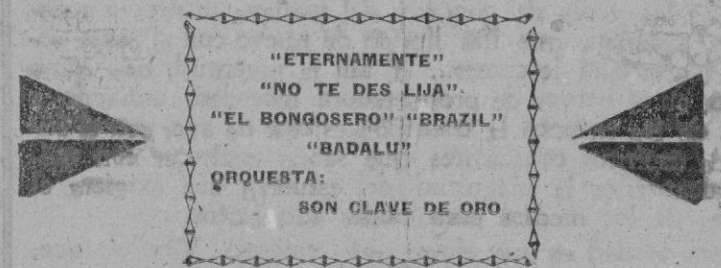 "ETERNAMENTE"
"NO TE DES LIJA"
"EL BONGOSERO" "BRAZIL"
"BADALU"
ORQUESTA:
SON CLAVE DE ORO